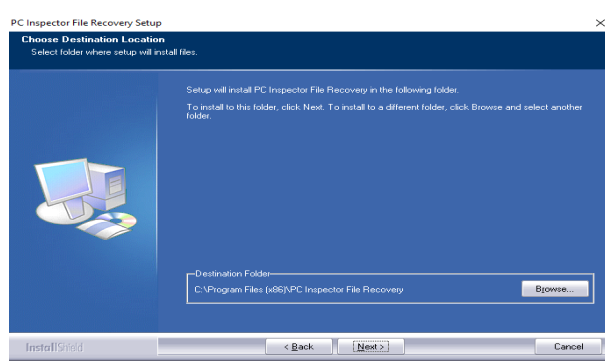 PC Inspector File Recovery Setup
Choose Destination Location
Select folder where setup will install files.
Setup will install PC Inspector File Recovery in the following folder.
To install to this folder, click Next. To install to a different folder, click Browse and select another
folder.
Destination Folder
C:\Program Files (x86)\PC Inspector File Recovery
Browse...
InstallShield
< Back
Next >
Cancel